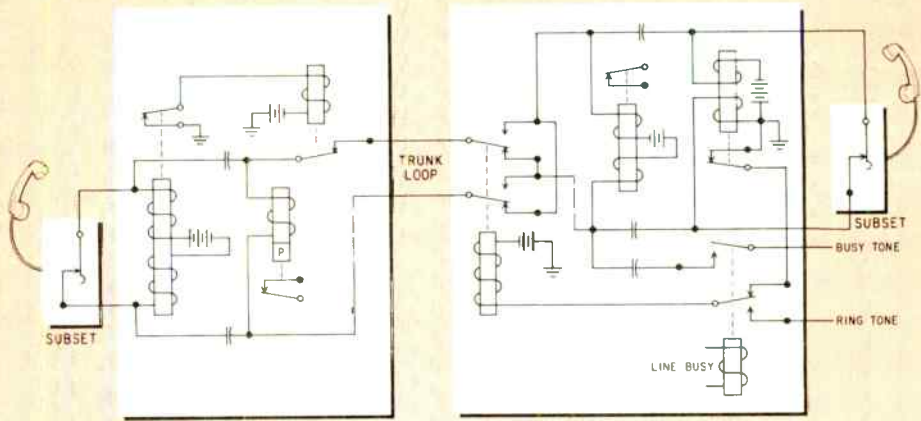 TRUNK
LOOP
P
SUBSET
SUBSET
BUSY TONE
RING TONE
LINE BUSY